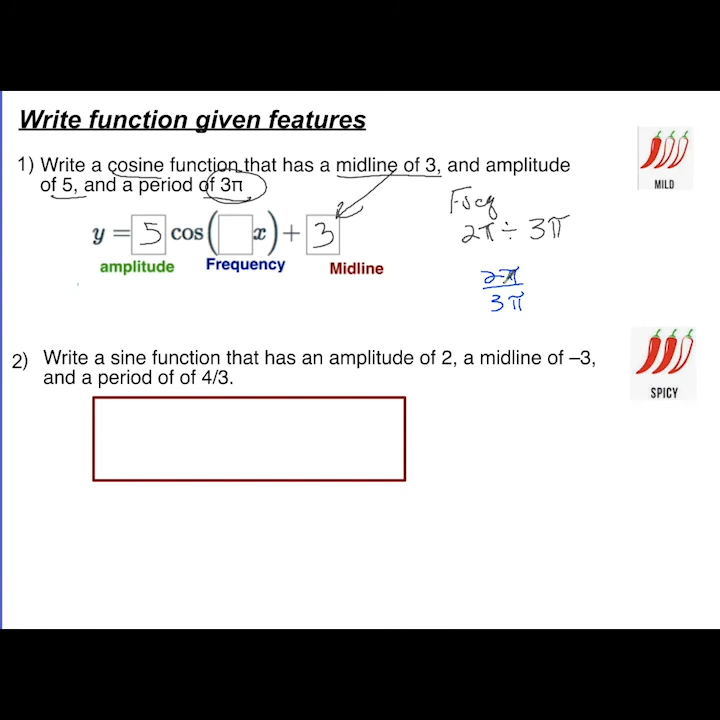 Write function given features
1) Write a cosine function that has a midline of 3, and amplitude
of 5, and a period of 3π
MILD
Freq
2π ÷ 3π
y = 5 cos( x) + 3
amplitude Frequency Midline
2π
3π
2) Write a sine function that has an amplitude of 2, a midline of –3,
and a period of of 4/3.
SPICY